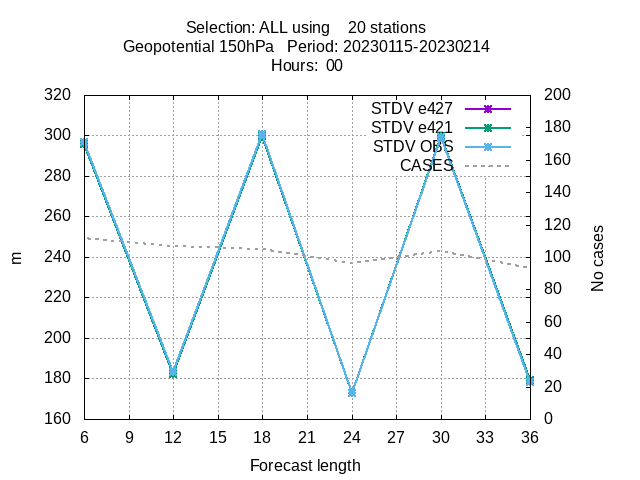 Selection: ALL using 20 stations
Geopotential 150hPa Period: 20230115-20230214
Hours: 00
320
300
280
260
240
220
200
180
160
200
180
160
140
120
100
80
60
40
20
0
STDV e427
STDV e421
STDV OBS
CASES
m
No cases
6 9 12 15 18 21 24 27 30 33 36
Forecast length